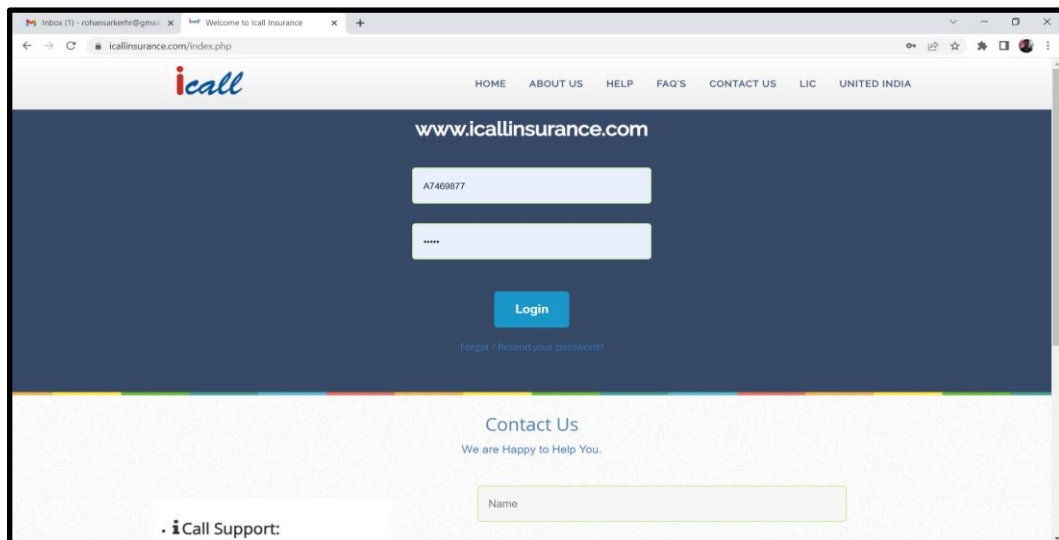 Inbox (1) - rohansarkerhr@gmail. Welcome to Icall Insurance
icallinsurance.com/index.php
icall
HOME ABOUT US HELP FAQ'S CONTACT US LIC UNITED INDIA
www.icallinsurance.com
A7469877
•••••
Login
Forgot / Resend your password?
Contact Us
We are Happy to Help You.
Name
• iCall Support: